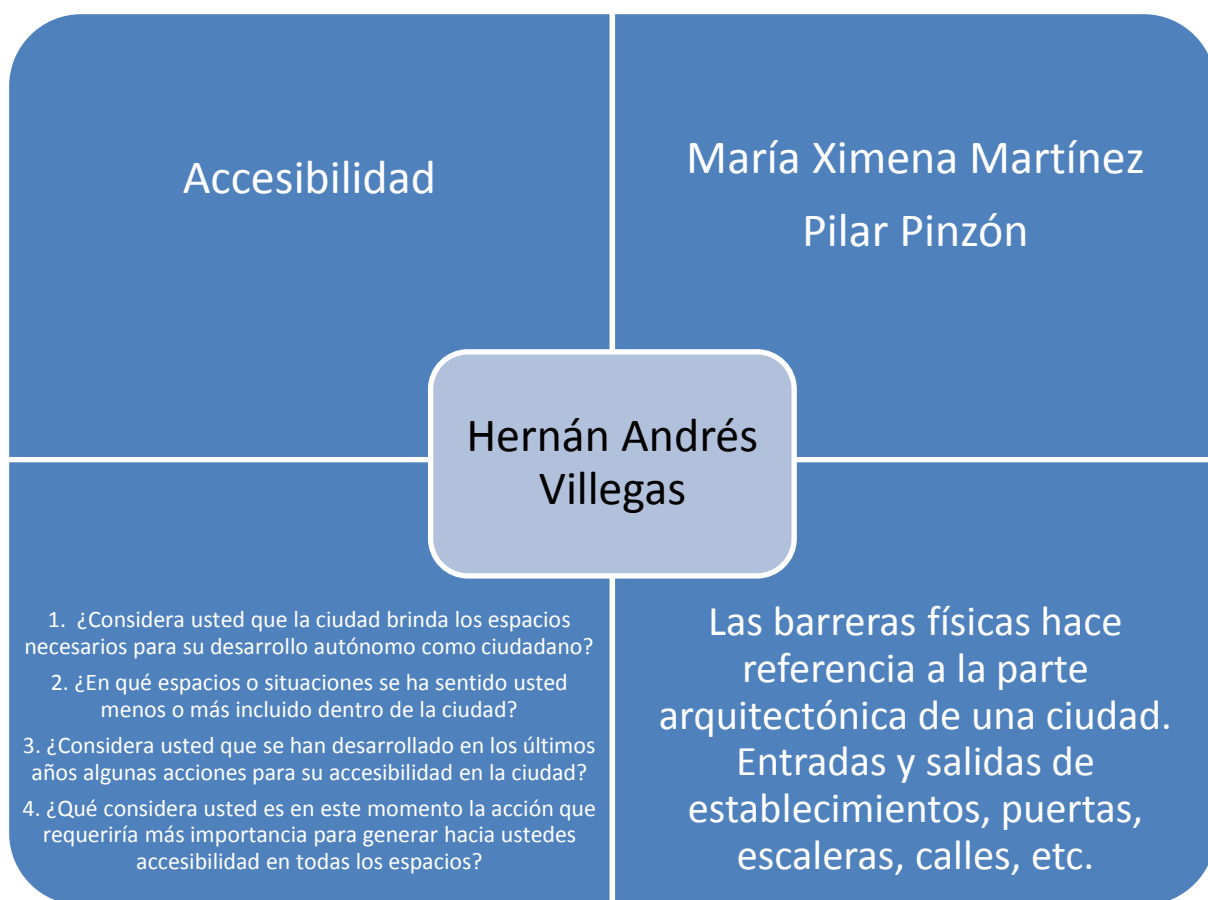 Accesibilidad
María Ximena Martínez
Pilar Pinzón
Hernán Andrés
Villegas
1. ¿Considera usted que la ciudad brinda los espacios
necesarios para su desarrollo autónomo como ciudadano?
2. ¿En qué espacios o situaciones se ha sentido usted
menos o más incluido dentro de la ciudad?
3. ¿Considera usted que se han desarrollado en los últimos
años algunas acciones para su accesibilidad en la ciudad?
4. ¿Qué considera usted es en este momento la acción que
requeriría más importancia para generar hacia ustedes
accesibilidad en todas los espacios?
Las barreras físicas hace
referencia a la parte
arquitectónica de una ciudad.
Entradas y salidas de
establecimientos, puertas,
escaleras, calles, etc.